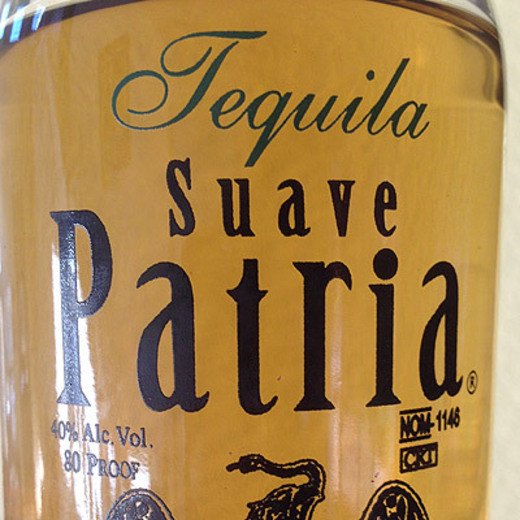 Tequila
Suave
Patria®
40% Alc. Vol.
80 PROOF
NOM-1146
CRT